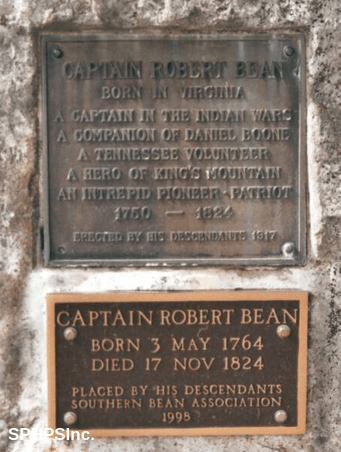 CAPTAIN ROBERT BEAN
BORN IN VIRGINIA
A CAPTAIN IN THE INDIAN WARS
A COMPANION OF DANIEL BOONE
A TENNESSEE VOLUNTEER
A HERO OF KING'S MOUNTAIN
AN INTREPID PIONEER - PATRIOT
1750 — 1824
ERECTED BY HIS DESCENDANTS 1917
CAPTAIN ROBERT BEAN
BORN 3 MAY 1764
DIED 17 NOV 1824
PLACED BY HIS DESCENDANTS
SOUTHERN BEAN ASSOCIATION
1998
SPHPSInc.